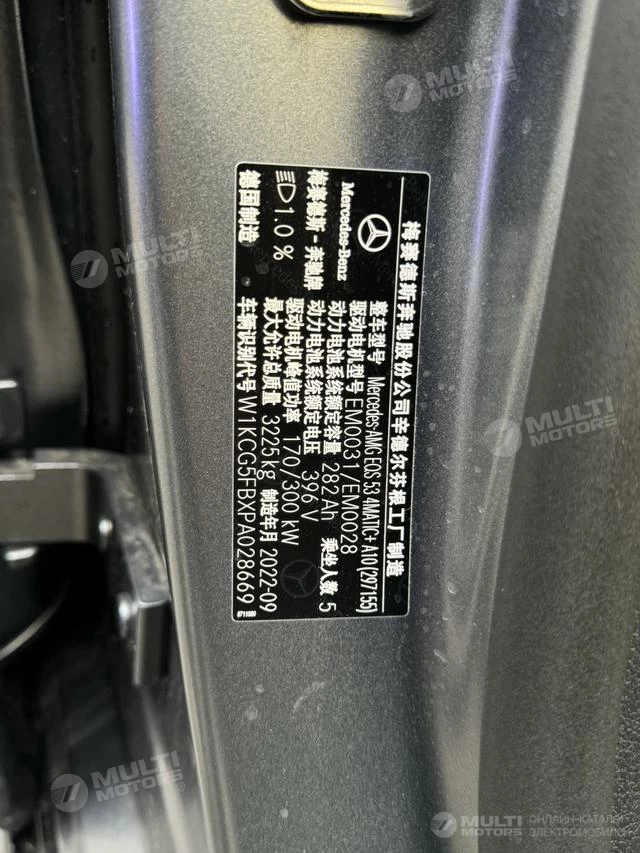 梅赛德斯奔驰股份公司辛德尔芬根工厂制造
Mercedes-Benz
梅赛德斯-奔驰牌
1.0 %
德国制造
整车型号 Mercedes-AMG EQS 53 4MATIC+ A10(297155)
驱动电机型号 EM0031/EM0028
动力电池系统额定容量 282 Ah 乘坐人数 5
动力电池系统额定电压 396 V
驱动电机峰值功率 170/300 kW
最大允许总质量 3225kg 制造年月 2022-09
车辆识别代号 W1KCG5FBXPA028669
MULTI MOTORS
MULTI MOTORS
MULTI MOTORS
MULTI MOTORS
MULTI MOTORS
ОНЛАЙН-КАТАЛОГ
ЭЛЕКТРОМОБИЛЕЙ